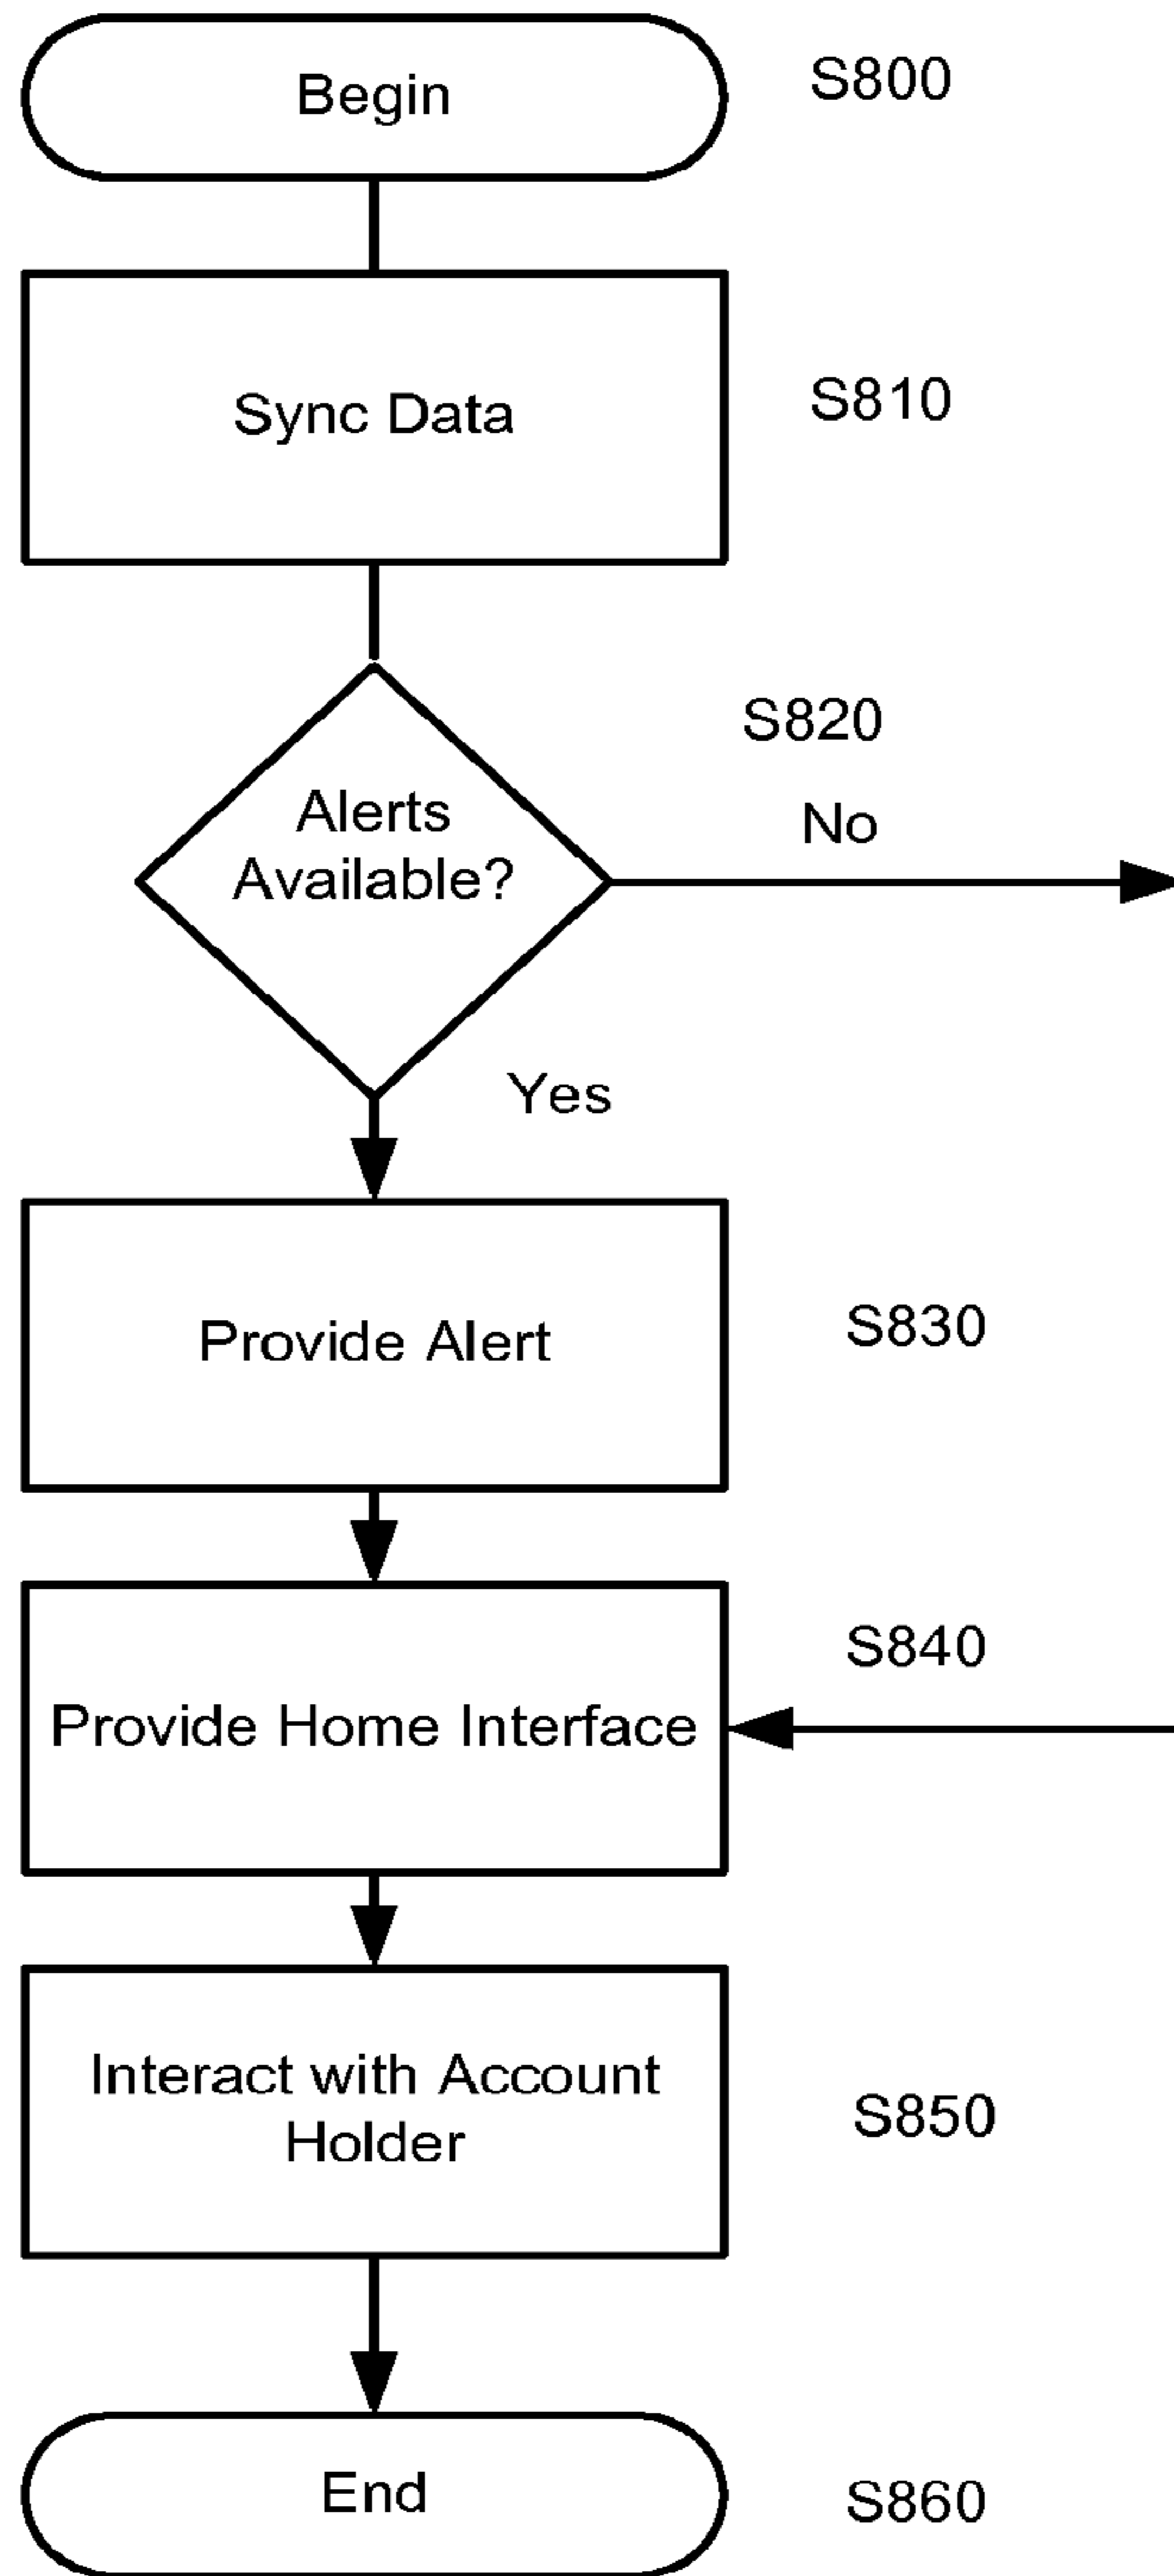 Begin
S800
Sync Data
S810
S820
Alerts
Available?
No
Yes
Provide Alert
S830
S840
Provide Home Interface
Interact with Account
Holder
S850
End
S860